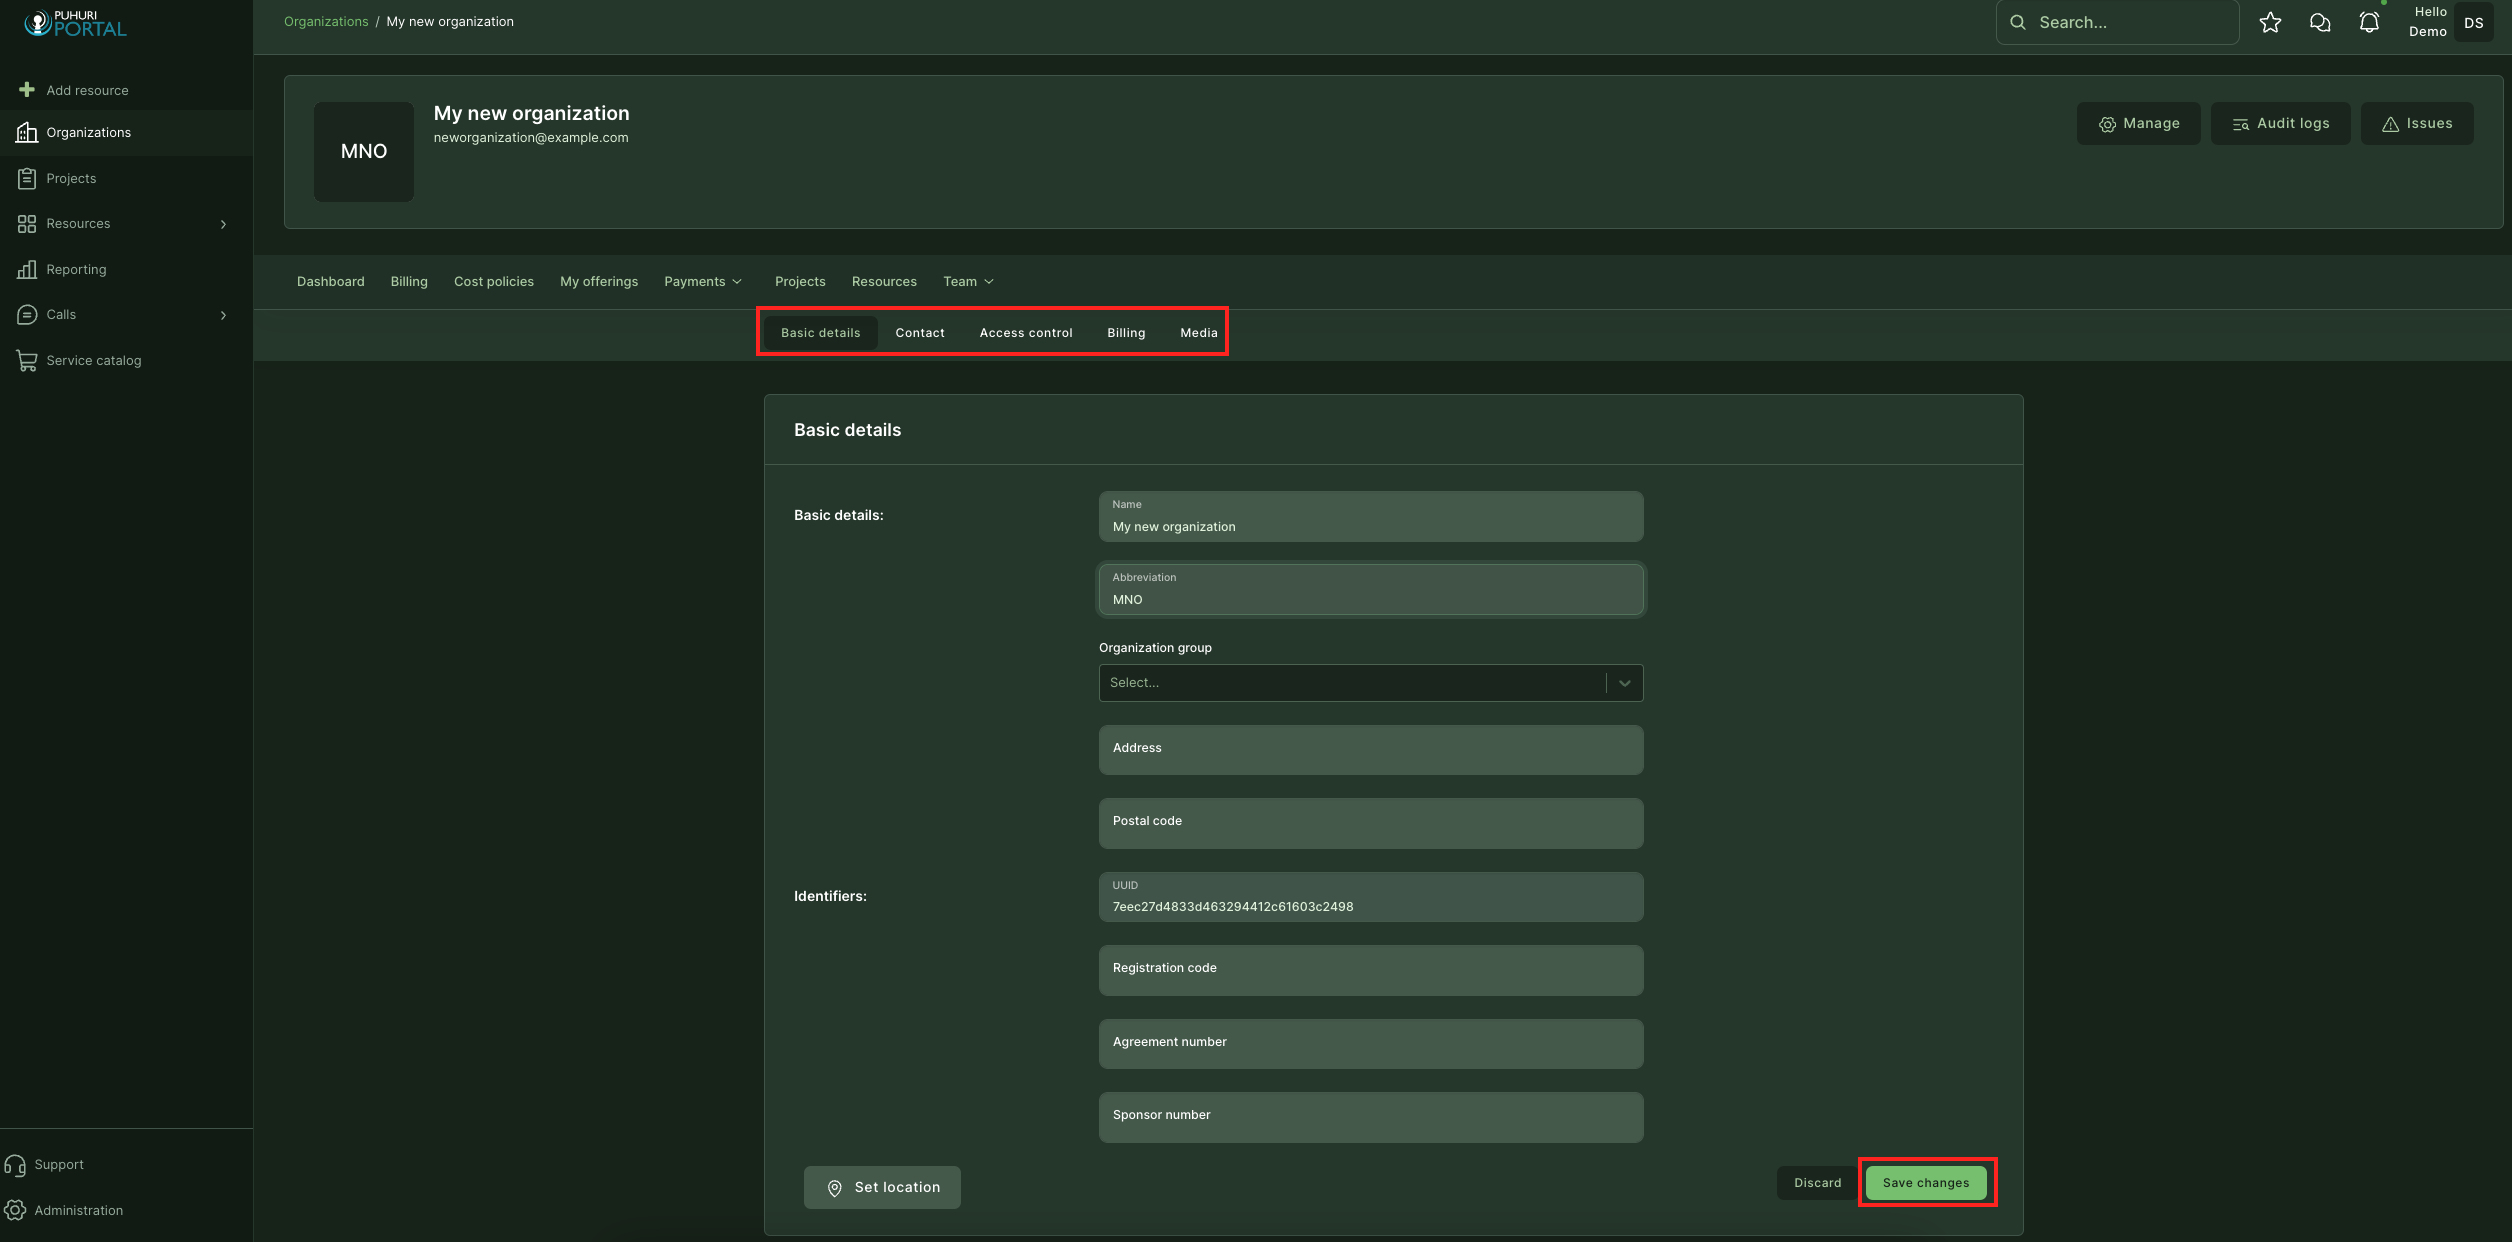 PUHURI
PORTAL
Organizations / My new organization
Search...
Hello
Demo
DS
Add resource
Organizations
Projects
Resources
Reporting
Calls
Service catalog
MNO
My new organization
neworganization@example.com
Manage
Audit logs
Issues
Dashboard Billing Cost policies My offerings Payments Projects Resources Team
Basic details Contact Access control Billing Media
Basic details
Basic details:
Name
My new organization
Abbreviation
MNO
Organization group
Select...
Address
Postal code
Identifiers:
UUID
7eec27d4833d463294412c61603c2498
Registration code
Agreement number
Sponsor number
Set location
Discard
Save changes
Support
Administration